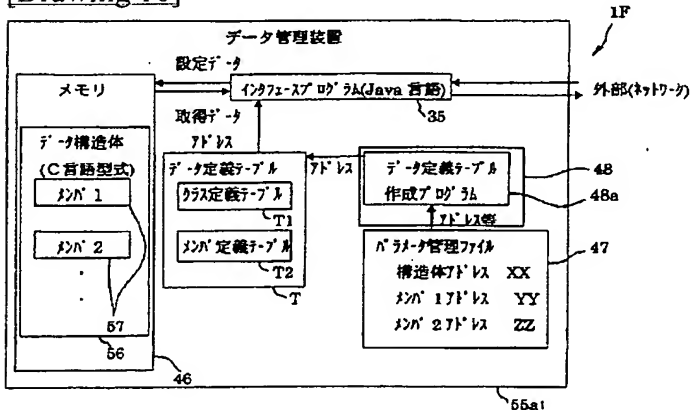 1F
データ管理装置
設定データ
メモリ
インタフェースプログラム(Java 言語)
外部(ネットワーク)
35
取得データ
アドレス
データ構造体
(C言語型式)
メンバ 1
メンバ 2
57
56
46
データ定義テーブル
クラス定義テーブル
T1
メンバ定義テーブル
T2
T
アドレス
データ定義テーブル
作成プログラム
48
48a
アドレス等
パラメータ管理ファイル
47
構造体アドレス XX
メンバ 1アドレス YY
メンバ 2アドレス ZZ
55a1